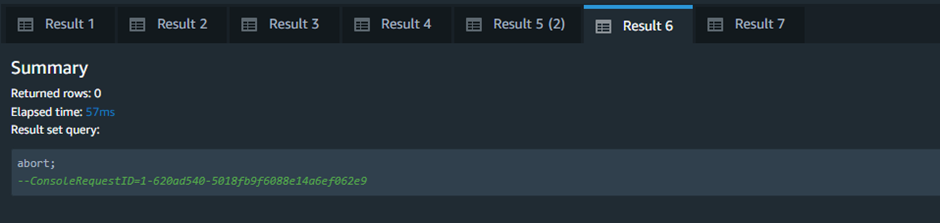 Result 1 Result 2 Result 3 Result 4 Result 5 (2) Result 6 Result 7
Summary
Returned rows: 0
Elapsed time: 57ms
Result set query:
abort;
--ConsoleRequestID=1-620ad540-5018fb9f6088e14a6ef062e9